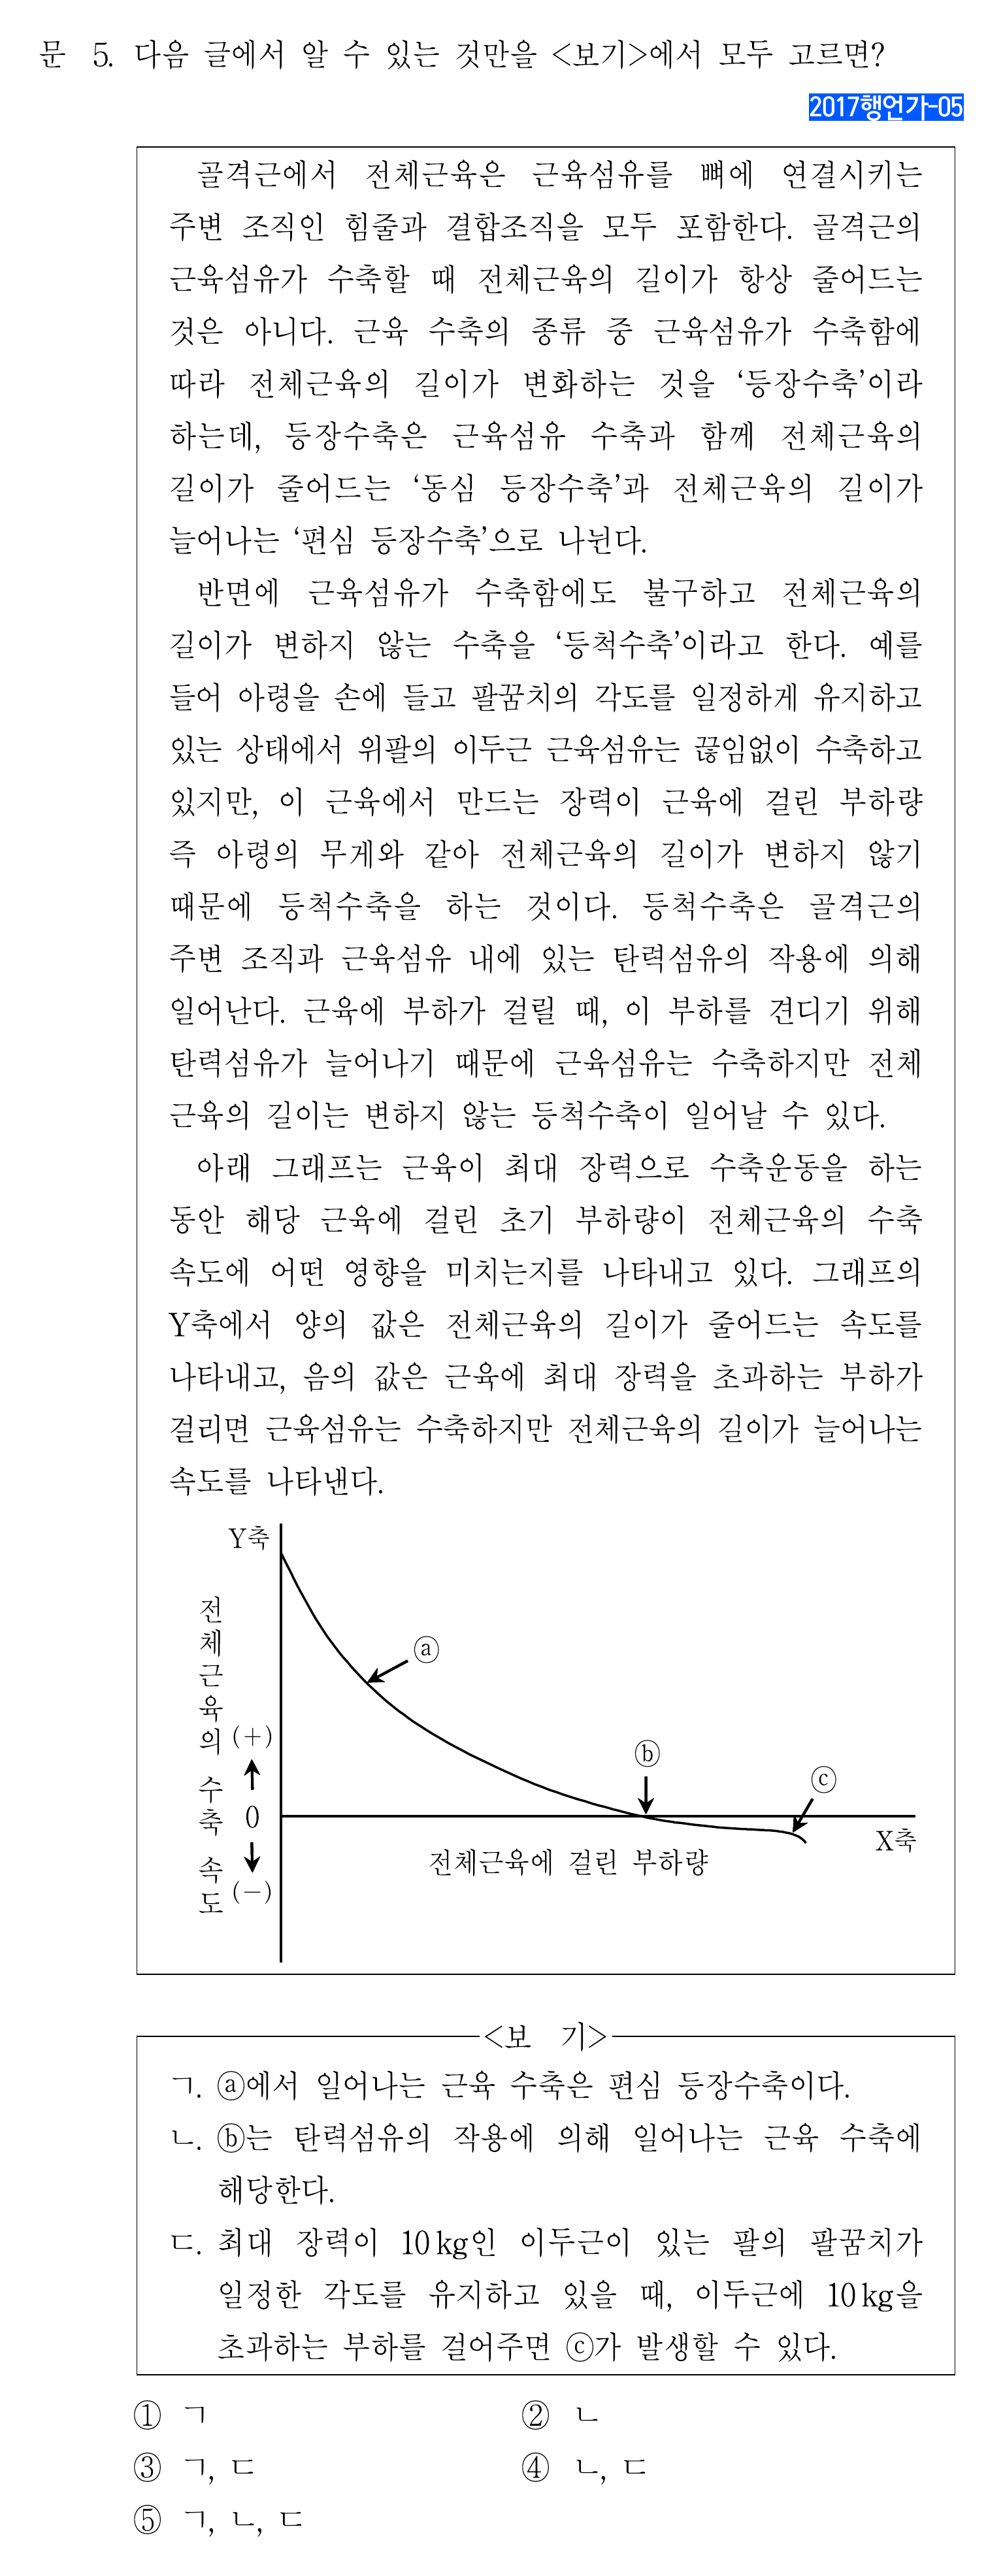 문 5. 다음 글에서 알 수 있는 것만을 <보기>에서 모두 고르면?
2017행언가-05
골격근에서 전체근육은 근육섬유를 뼈에 연결시키는
주변 조직인 힘줄과 결합조직을 모두 포함한다. 골격근의
근육섬유가 수축할 때 전체근육의 길이가 항상 줄어드는
것은 아니다. 근육 수축의 종류 중 근육섬유가 수축함에
따라 전체근육의 길이가 변화하는 것을 ‘등장수축’이라
하는데, 등장수축은 근육섬유 수축과 함께 전체근육의
길이가 줄어드는 ‘동심 등장수축’과 전체근육의 길이가
늘어나는 ‘편심 등장수축’으로 나뉜다.
반면에 근육섬유가 수축함에도 불구하고 전체근육의
길이가 변하지 않는 수축을 ‘등척수축’이라고 한다. 예를
들어 아령을 손에 들고 팔꿈치의 각도를 일정하게 유지하고
있는 상태에서 위팔의 이두근 근육섬유는 끊임없이 수축하고
있지만, 이 근육에서 만드는 장력이 근육에 걸린 부하량
즉 아령의 무게와 같아 전체근육의 길이가 변하지 않기
때문에 등척수축을 하는 것이다. 등척수축은 골격근의
주변 조직과 근육섬유 내에 있는 탄력섬유의 작용에 의해
일어난다. 근육에 부하가 걸릴 때, 이 부하를 견디기 위해
탄력섬유가 늘어나기 때문에 근육섬유는 수축하지만 전체
근육의 길이는 변하지 않는 등척수축이 일어날 수 있다.
아래 그래프는 근육이 최대 장력으로 수축운동을 하는
동안 해당 근육에 걸린 초기 부하량이 전체근육의 수축
속도에 어떤 영향을 미치는지를 나타내고 있다. 그래프의
Y축에서 양의 값은 전체근육의 길이가 줄어드는 속도를
나타내고, 음의 값은 근육에 최대 장력을 초과하는 부하가
걸리면 근육섬유는 수축하지만 전체근육의 길이가 늘어나는
속도를 나타낸다.
Y축
전체근육의 수축 속도
(+)
0
(−)
ⓐ
ⓑ
ⓒ
X축
전체근육에 걸린 부하량
<보 기>
ㄱ. ⓐ에서 일어나는 근육 수축은 편심 등장수축이다.
ㄴ. ⓑ는 탄력섬유의 작용에 의해 일어나는 근육 수축에
해당한다.
ㄷ. 최대 장력이 10kg인 이두근이 있는 팔의 팔꿈치가
일정한 각도를 유지하고 있을 때, 이두근에 10kg을
초과하는 부하를 걸어주면 ⓒ가 발생할 수 있다.
① ㄱ ② ㄴ
③ ㄱ, ㄷ ④ ㄴ, ㄷ
⑤ ㄱ, ㄴ, ㄷ